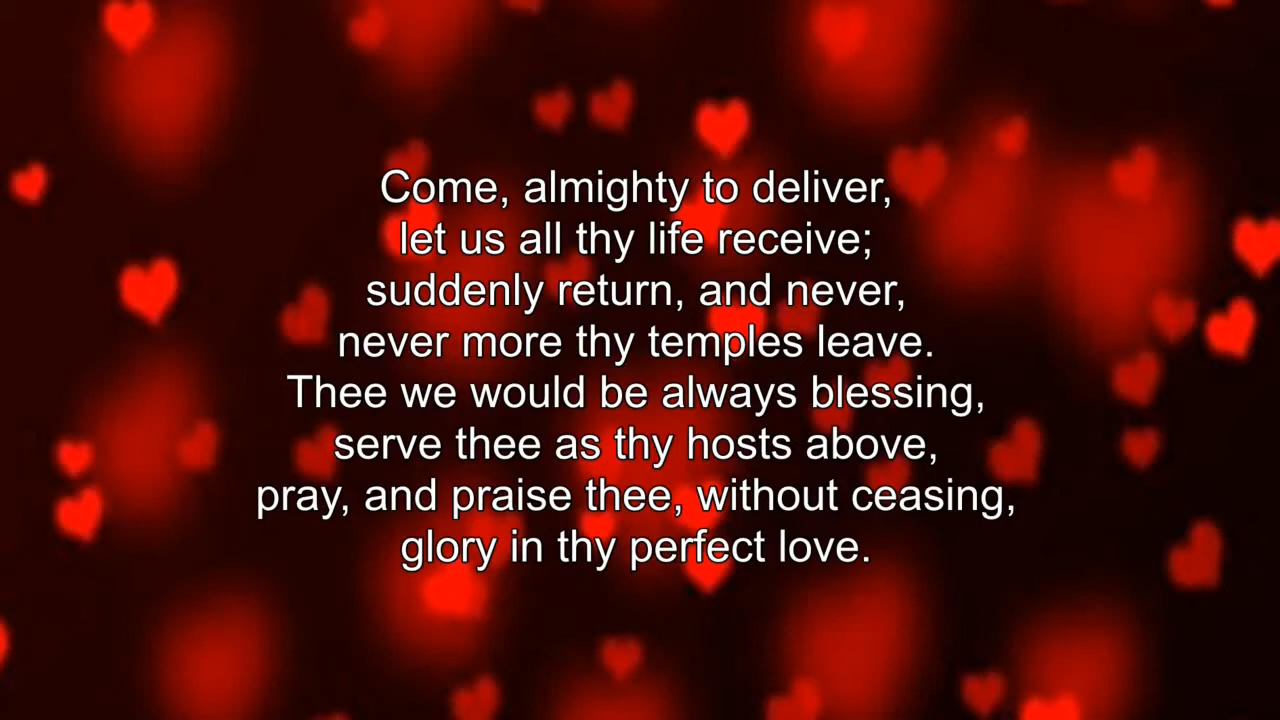 Come, almighty to deliver,
let us all thy life receive;
suddenly return, and never,
never more thy temples leave.
Thee we would be always blessing,
serve thee as thy hosts above,
pray, and praise thee, without ceasing,
glory in thy perfect love.